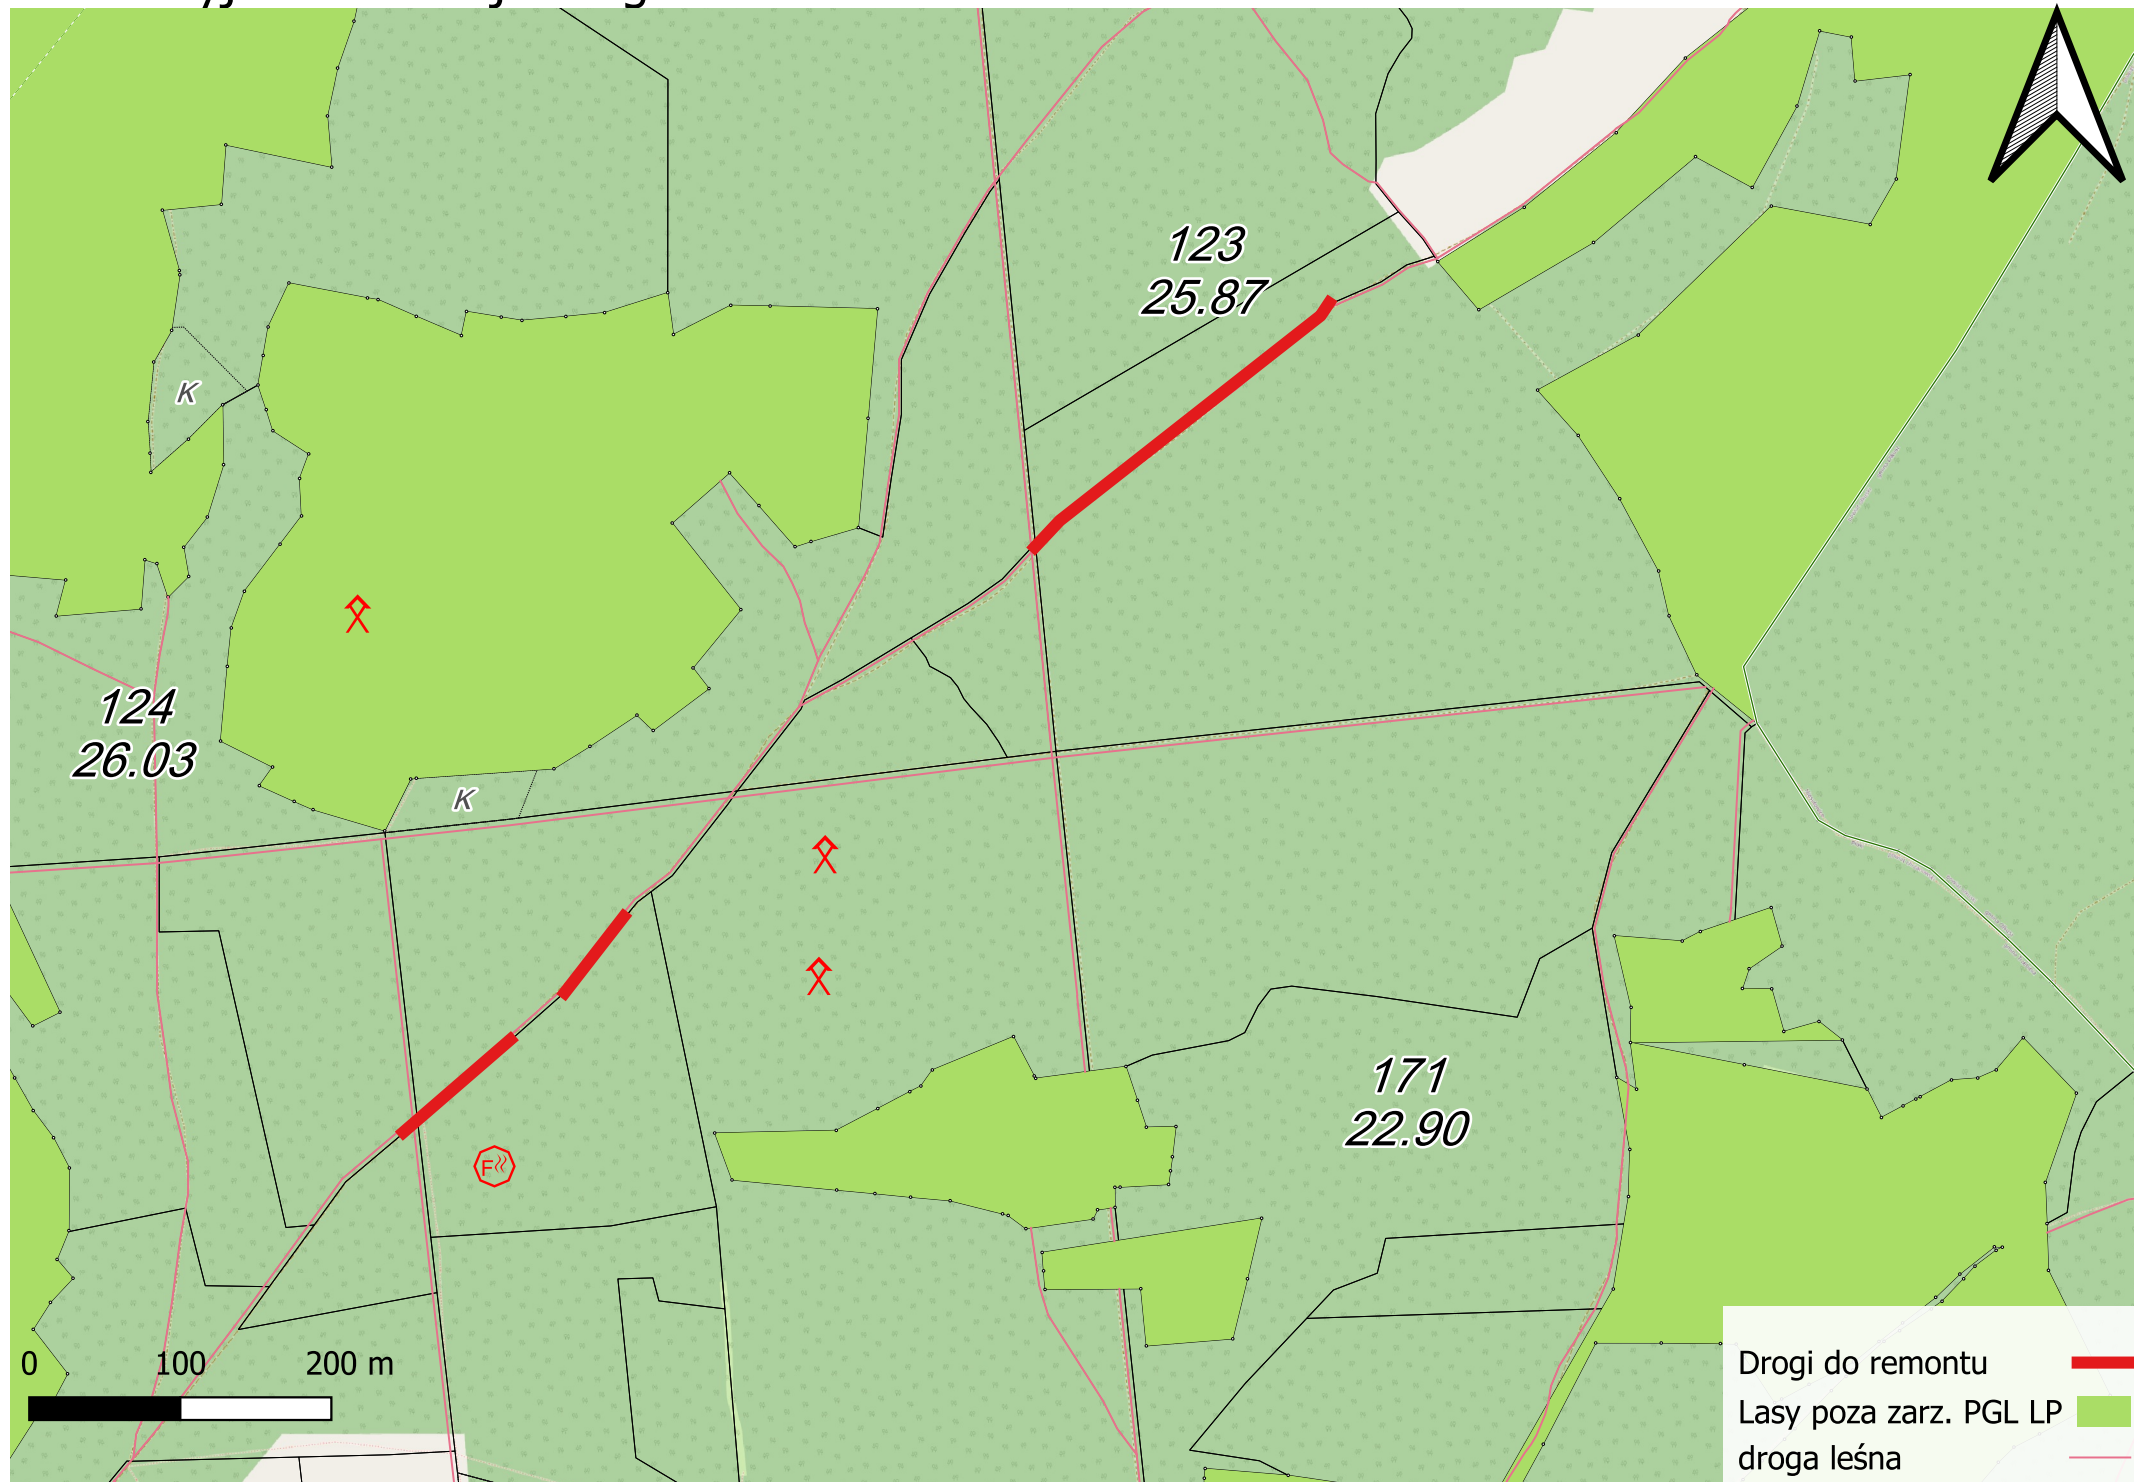 123
25.87
K
124
26.03
K
171
22.90
F
0 100 200 m
Drogi do remontu
Lasy poza zarz. PGL LP
droga leśna